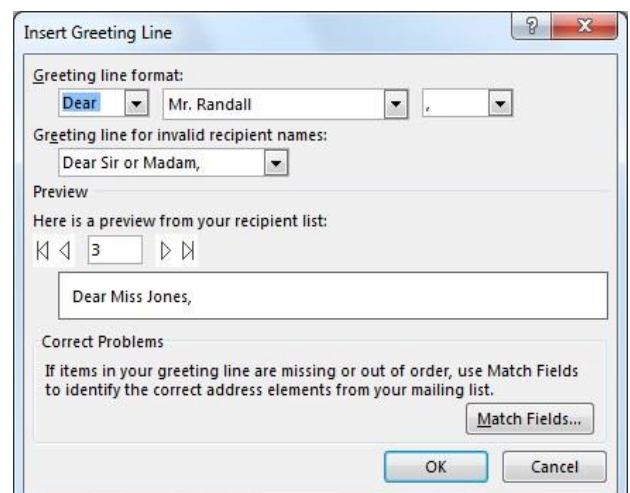 Insert Greeting Line
Greeting line format:
Dear Mr. Randall ,
Greeting line for invalid recipient names:
Dear Sir or Madam,
Preview
Here is a preview from your recipient list:
3
Dear Miss Jones,
Correct Problems
If items in your greeting line are missing or out of order, use Match Fields
to identify the correct address elements from your mailing list.
Match Fields...
OK Cancel